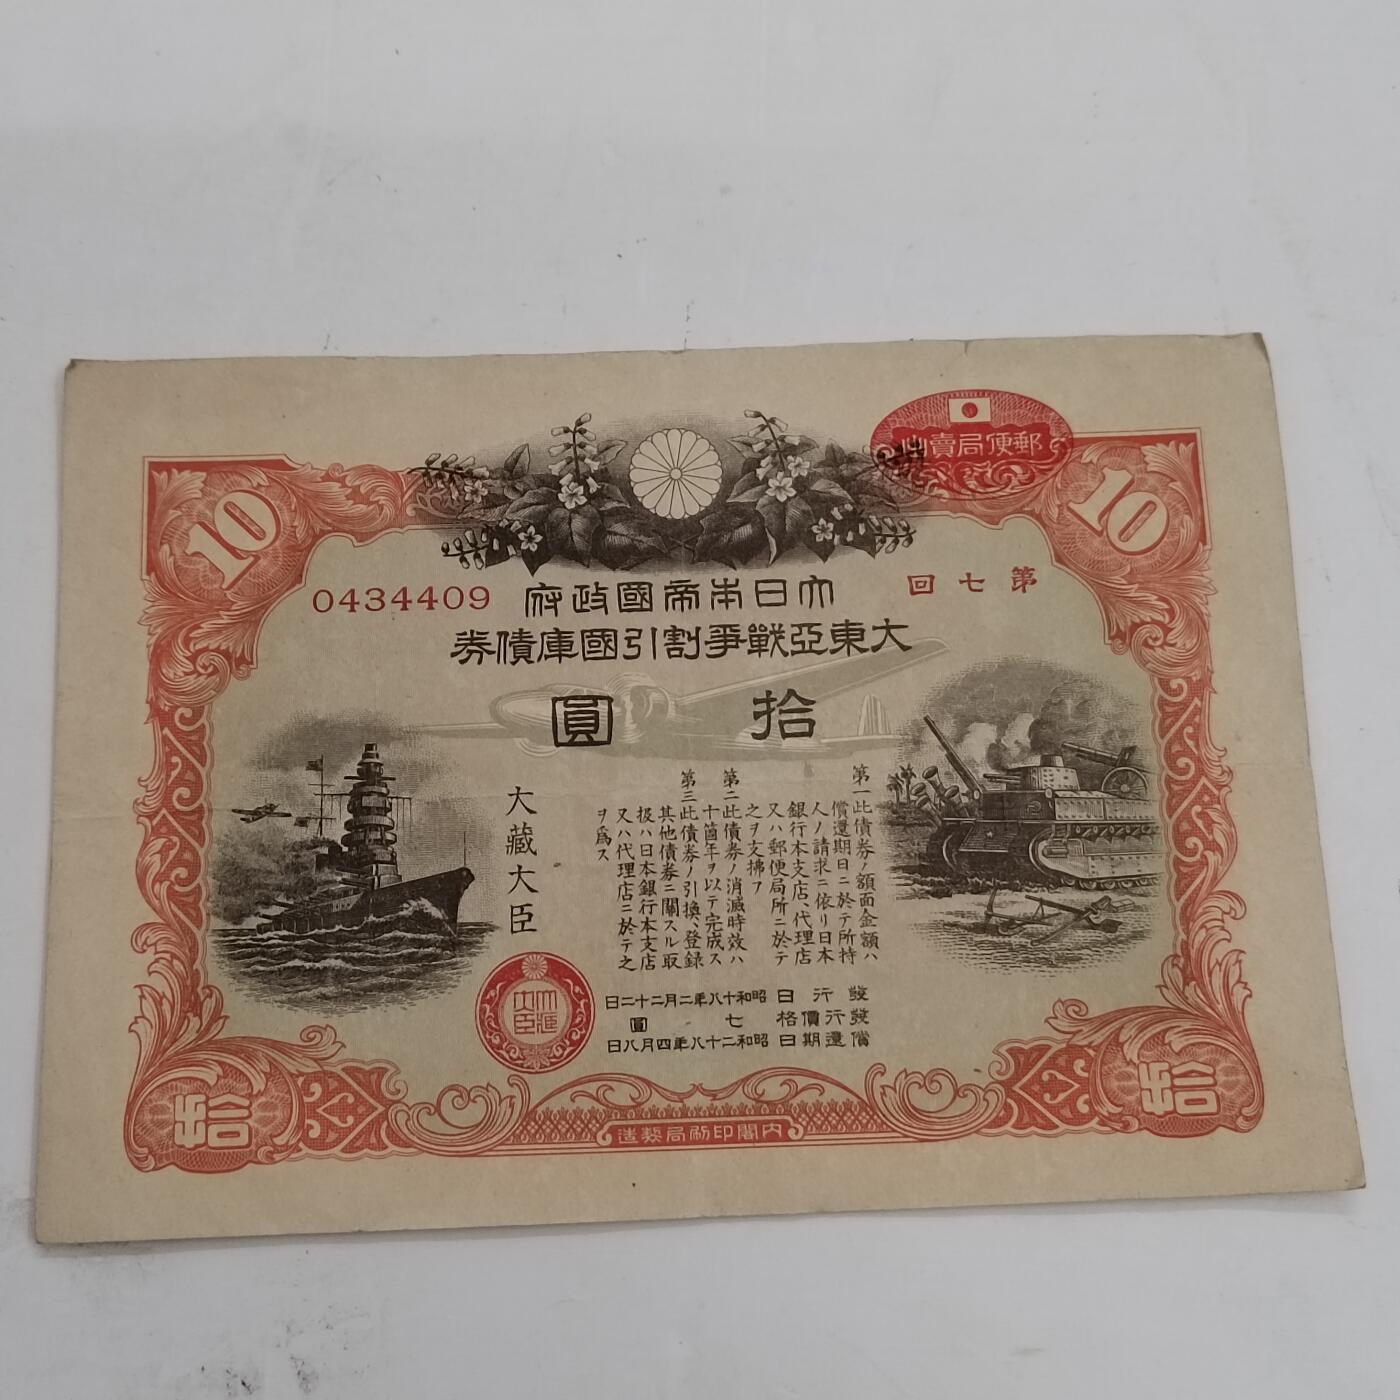 郵便局賣出
10
10
第七回
0434409
大日本帝國政府
大東亞戰爭割引國庫債券
拾圓
第一此債券ノ額面金額ハ
償還期日ニ於テ所持
人ノ請求ニ依リ日本
銀行本支店、代理店
又ハ郵便局所ニ於テ
之ヲ支拂フ
第二此債券ノ消滅時效ハ
十箇年ヲ以テ完成ス
第三此債券ノ引換、登錄
其他債券ニ關スル取
扱ハ日本銀行本支店
又ハ代理店ニ於テ之
ヲ爲ス
大藏大臣
大藏大臣
發行日 昭和十八年二月二十二日
發行價格 七圓
償還期日 昭和二十八年四月八日
拾
拾
內閣印刷局製造